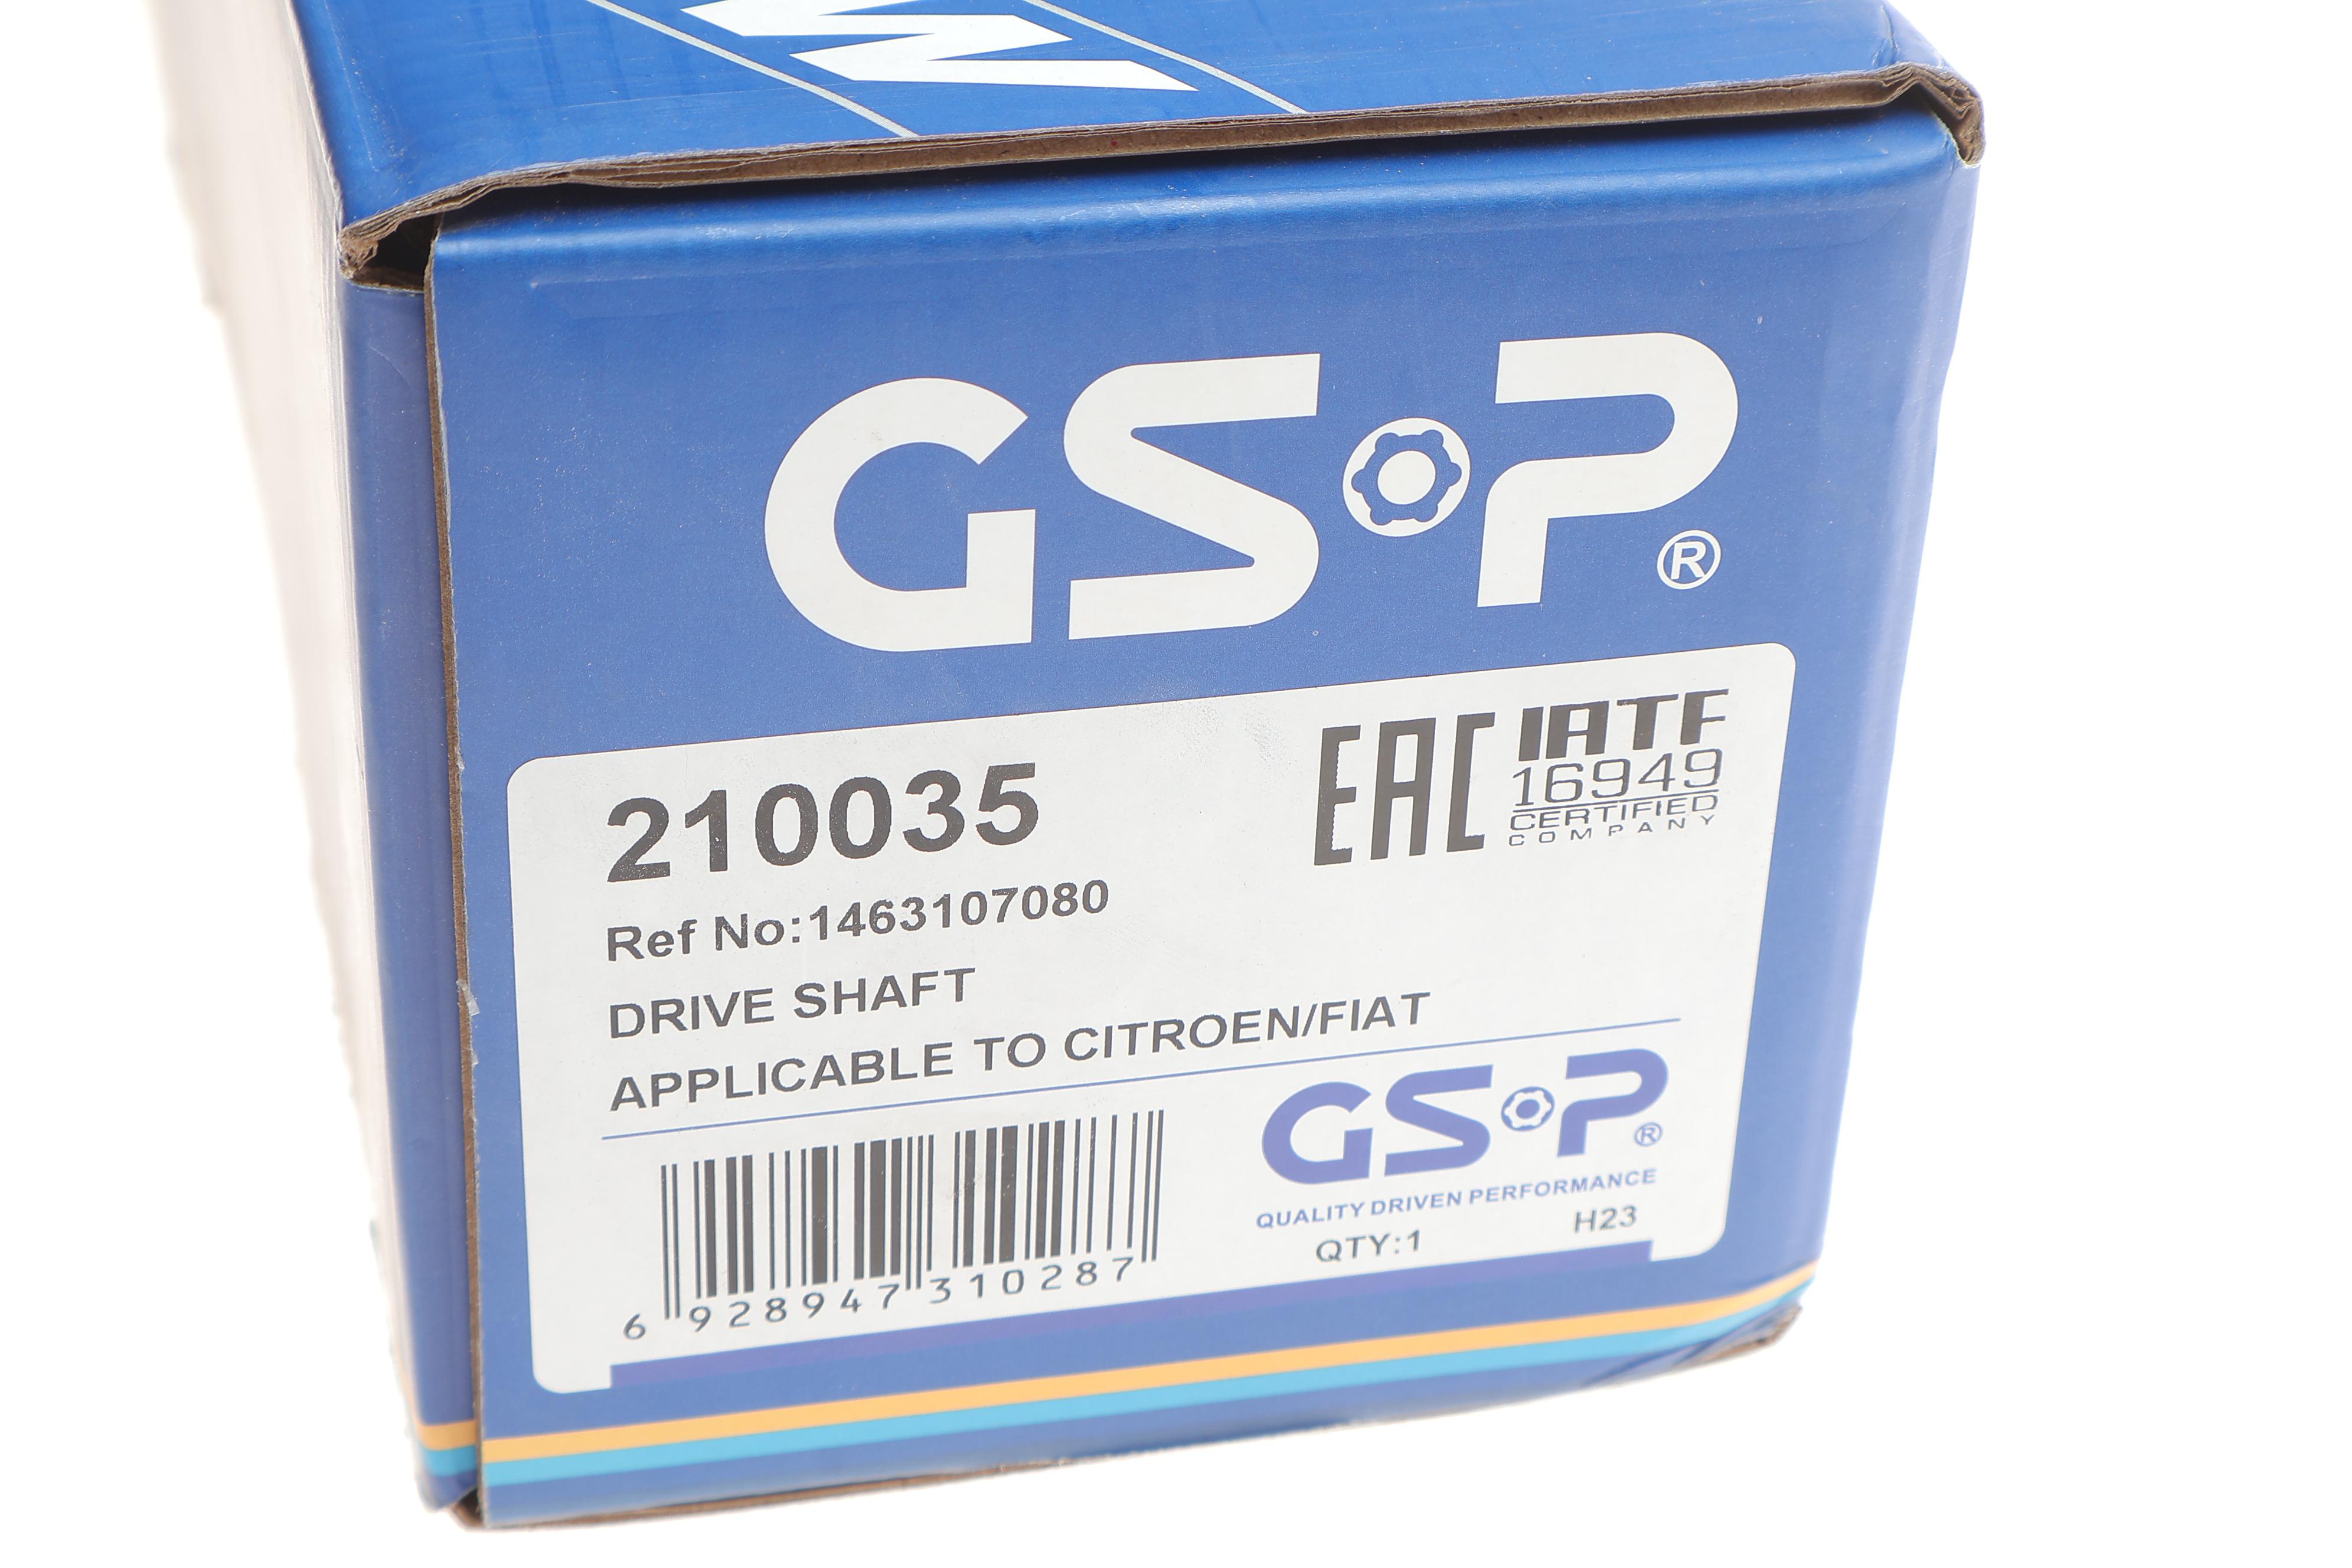 GSP®
210035
EAC
IATF
16949
CERTIFIED
COMPANY
Ref No:1463107080
DRIVE SHAFT
APPLICABLE TO CITROEN/FIAT
GSP®
QUALITY DRIVEN PERFORMANCE
QTY:1 H23
6 928947 310287